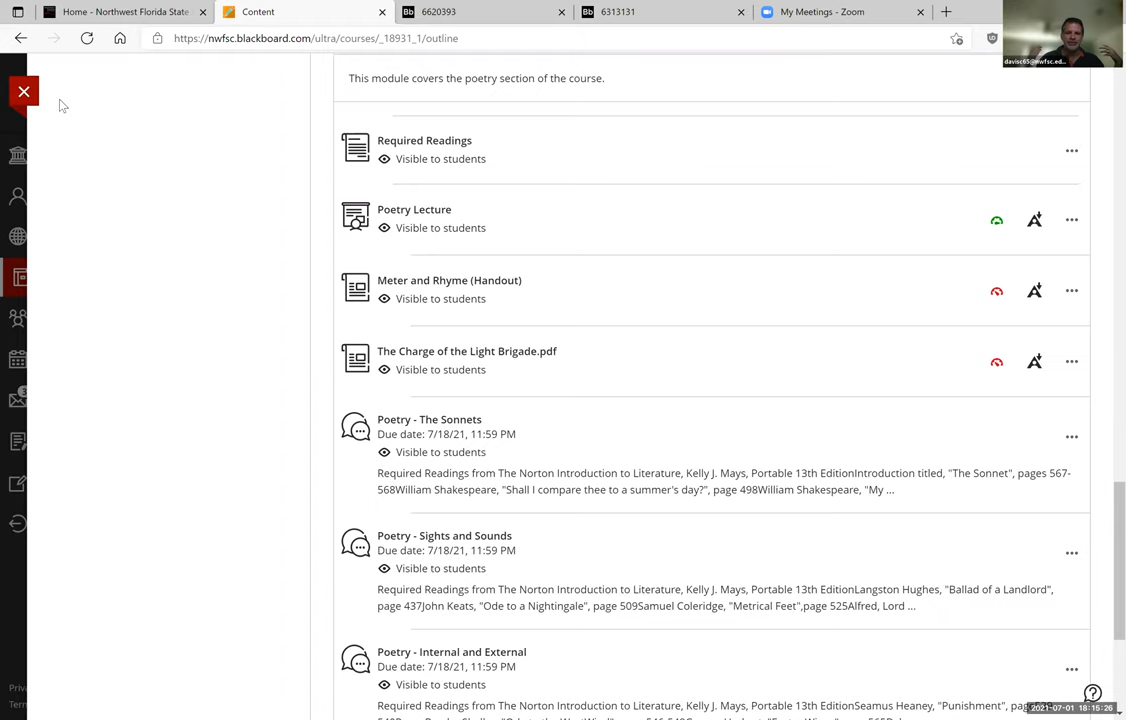 Home - Northwest Florida State
Content
Bb 6620393
Bb 6313131
My Meetings - Zoom
https://nwfsc.blackboard.com/ultra/courses/_18931_1/outline
davisc65@nwfsc.ed...
This module covers the poetry section of the course.
Required Readings
Visible to students
Poetry Lecture
Visible to students
Meter and Rhyme (Handout)
Visible to students
The Charge of the Light Brigade.pdf
Visible to students
Poetry - The Sonnets
Due date: 7/18/21, 11:59 PM
Visible to students
Required Readings from The Norton Introduction to Literature, Kelly J. Mays, Portable 13th EditionIntroduction titled, "The Sonnet", pages 567-
568William Shakespeare, "Shall I compare thee to a summer's day?", page 498William Shakespeare, "My ...
Poetry - Sights and Sounds
Due date: 7/18/21, 11:59 PM
Visible to students
Required Readings from The Norton Introduction to Literature, Kelly J. Mays, Portable 13th EditionLangston Hughes, "Ballad of a Landlord",
page 437John Keats, "Ode to a Nightingale", page 509Samuel Coleridge, "Metrical Feet",page 525Alfred, Lord ...
Poetry - Internal and External
Due date: 7/18/21, 11:59 PM
Visible to students
Required Readings from The Norton Introduction to Literature, Kelly J. Mays, Portable 13th EditionSeamus Heaney, "Punishment",
Priva
Term
2021-07-01 18:15:26